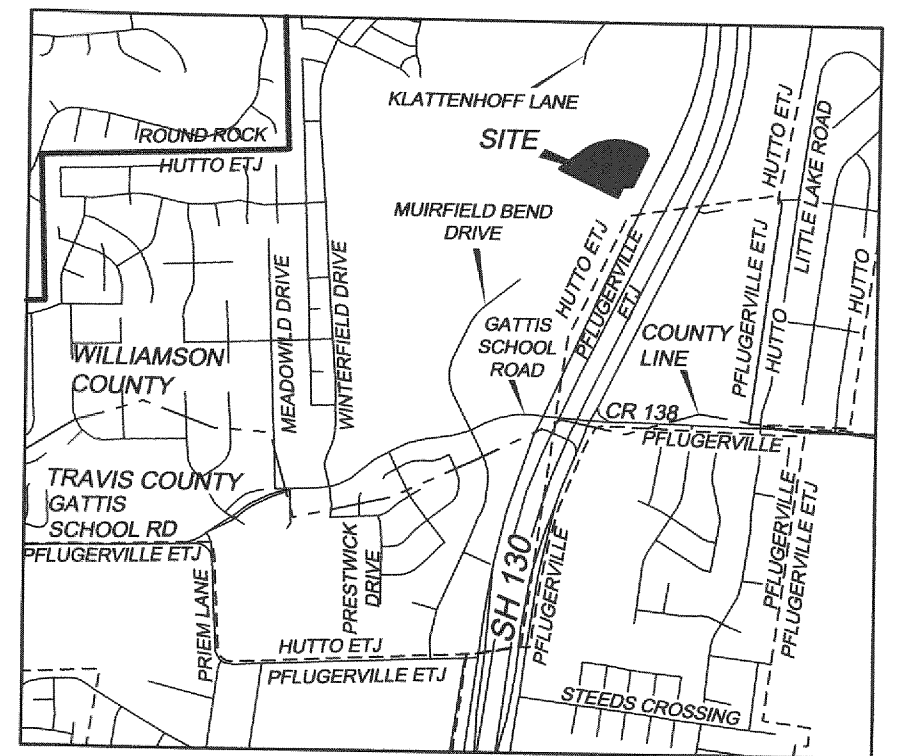 KLATTENHOFF LANE
ROUND ROCK
HUTTO ETJ
SITE
HUTTO ETJ
LITTLE LAKE ROAD
MUIRFIELD BEND
DRIVE
HUTTO ETJ
PFLUGERVILLE
ETJ
PFLUGERVILLE ETJ
HUTTO
HUTTO
MEADOWILD DRIVE
WINTERFIELD DRIVE
GATTIS
SCHOOL
ROAD
COUNTY
LINE
WILLIAMSON
COUNTY
CR 138
PFLUGERVILLE
TRAVIS COUNTY
GATTIS
SCHOOL RD
PFLUGERVILLE ETJ
PRIEM LANE
PRESTWICK
DRIVE
SH 130
PFLUGERVILLE
PFLUGERVILLE
PFLUGERVILLE ETJ
HUTTO ETJ
PFLUGERVILLE ETJ
STEEDS CROSSING